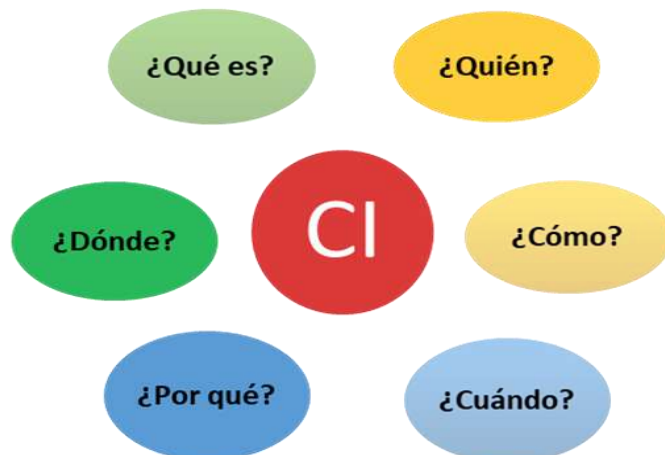 ¿Qué es?
¿Quién?
¿Dónde?
CI
¿Cómo?
¿Por qué?
¿Cuándo?